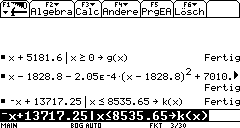 F1 F2 F3 F4 F5 F6
Algebra Calc Andere PrgEA Lösch
x + 5181.6 | x ≥ 0 → g(x) Fertig
x - 1828.8 - 2.05ᴇ-4·(x - 1828.8)² + 7010.▶ Fertig
-x + 13717.25 | x ≤ 8535.65 → k(x) Fertig
-x+13717.25|x≤8535.65→k(x)
MAIN BOG AUTO FKT 3/30